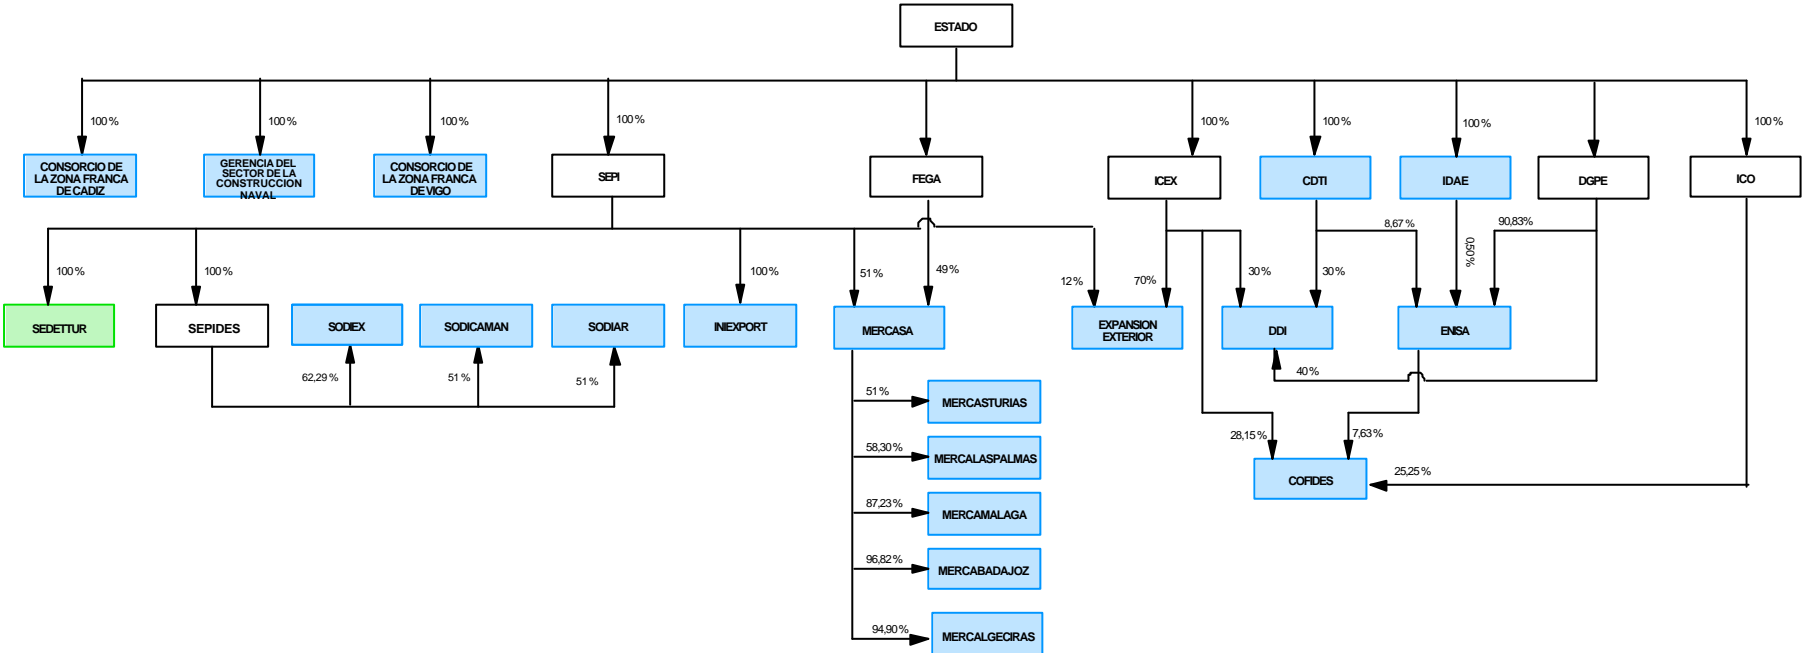 ESTADO
100%
100%
100%
100%
100%
100%
100%
100%
CONSORCIO DE
LA ZONA FRANCA
DE CADIZ
GERENCIA DEL
SECTOR DE LA
CONSTRUCCION
NAVAL
CONSORCIO DE
LA ZONA FRANCA
DE VIGO
SEPI
FEGA
ICEX
CDTI
IDAE
DGPE
ICO
8,67%
0,50%
90,83%
100%
100%
100%
51%
49%
12%
70%
30%
30%
SEDETTUR
SEPIDES
SODIEX
SODICAMAN
SODIAR
INIEXPORT
MERCASA
EXPANSION
EXTERIOR
DDI
ENISA
62,29%
51%
51%
40%
51%
MERCASTURIAS
58,30%
MERCALASPALMAS
28,15%
7,63%
87,23%
MERCAMALAGA
COFIDES
25,25%
96,82%
MERCABADAJOZ
94,90%
MERCALGECIRAS